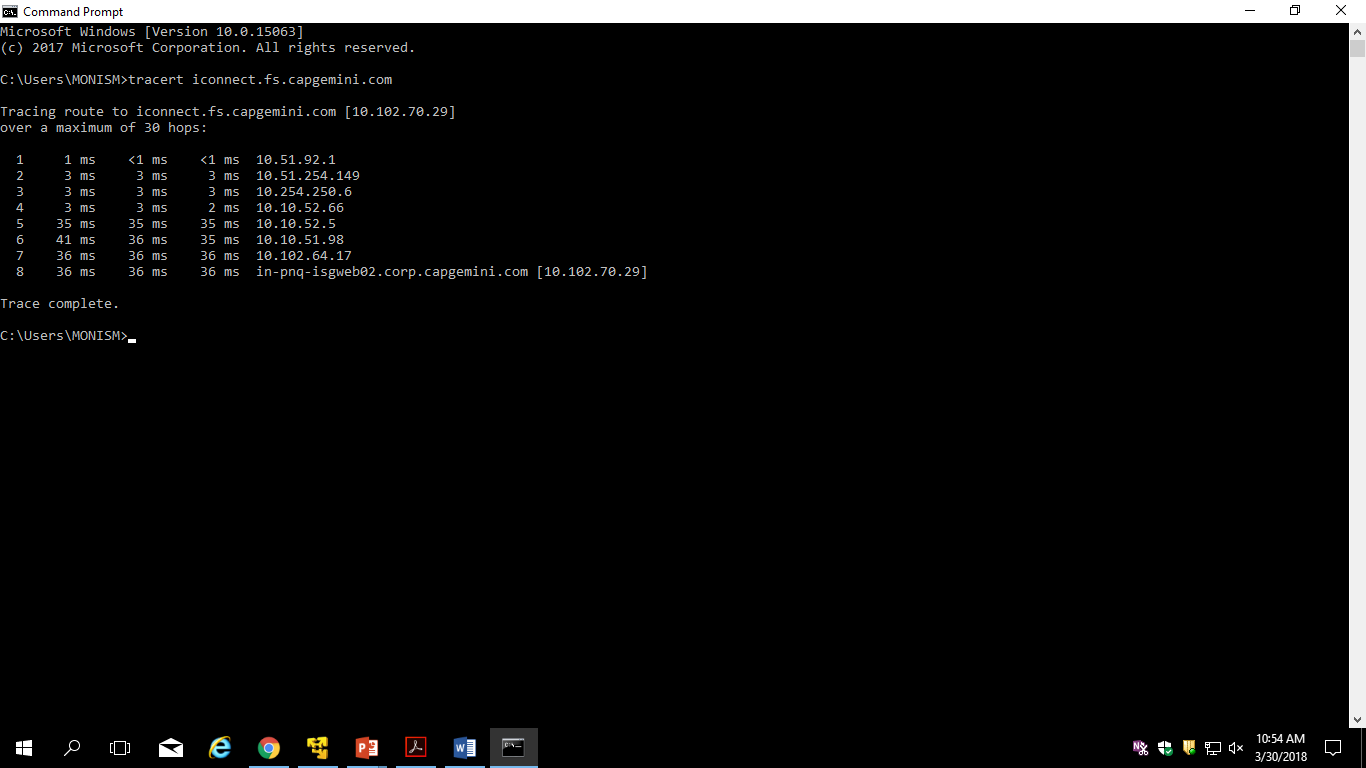 Command Prompt
Microsoft Windows [Version 10.0.15063]
(c) 2017 Microsoft Corporation. All rights reserved.
C:\Users\MONISM>tracert iconnect.fs.capgemini.com
Tracing route to iconnect.fs.capgemini.com [10.102.70.29]
over a maximum of 30 hops:
1 1 ms <1 ms <1 ms 10.51.92.1
2 3 ms 3 ms 3 ms 10.51.254.149
3 3 ms 3 ms 3 ms 10.254.250.6
4 3 ms 3 ms 2 ms 10.10.52.66
5 35 ms 35 ms 35 ms 10.10.52.5
6 41 ms 36 ms 35 ms 10.10.51.98
7 36 ms 36 ms 36 ms 10.102.64.17
8 36 ms 36 ms 36 ms in-pnq-isgweb02.corp.capgemini.com [10.102.70.29]
Trace complete.
C:\Users\MONISM>
10:54 AM
3/30/2018